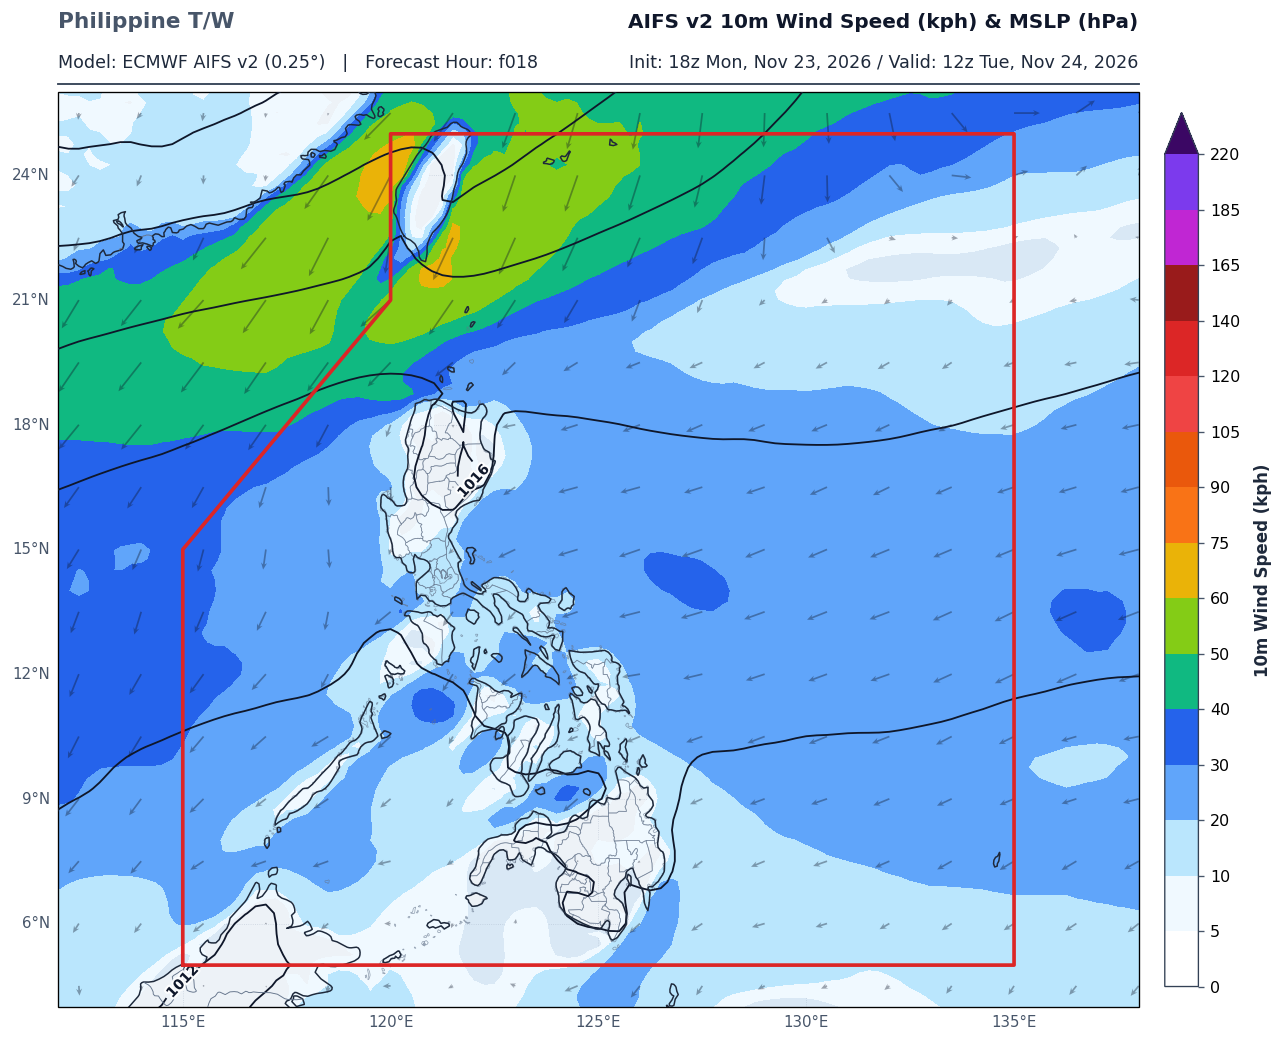 Philippine T/W
AIFS v2 10m Wind Speed (kph) & MSLP (hPa)
Model: ECMWF AIFS v2 (0.25°) | Forecast Hour: f018
Init: 18z Mon, Nov 23, 2026 / Valid: 12z Tue, Nov 24, 2026
24°N
21°N
18°N
15°N
12°N
9°N
6°N
1016
1012
115°E
120°E
125°E
130°E
135°E
220
185
165
140
120
105
90
75
60
50
40
30
20
10
5
0
10m Wind Speed (kph)